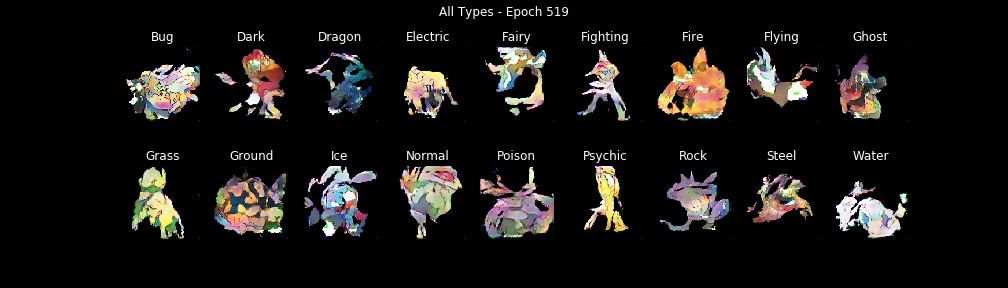 All Types - Epoch 519
Bug Dark Dragon Electric Fairy Fighting Fire Flying Ghost
Grass Ground Ice Normal Poison Psychic Rock Steel Water